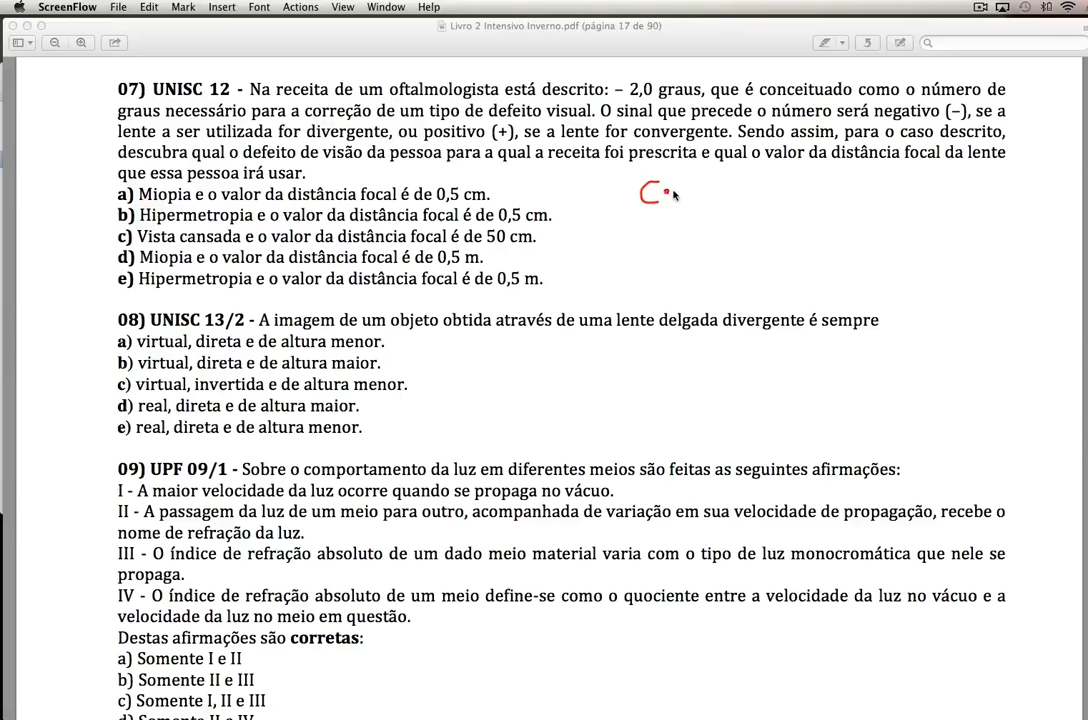 ScreenFlow File Edit Mark Insert Font Actions View Window Help
Livro 2 Intensivo Inverno.pdf (página 17 de 90)
5
07) UNISC 12 - Na receita de um oftalmologista está descrito: – 2,0 graus, que é conceituado como o número de
graus necessário para a correção de um tipo de defeito visual. O sinal que precede o número será negativo (–), se a
lente a ser utilizada for divergente, ou positivo (+), se a lente for convergente. Sendo assim, para o caso descrito,
descubra qual o defeito de visão da pessoa para a qual a receita foi prescrita e qual o valor da distância focal da lente
que essa pessoa irá usar.
a) Miopia e o valor da distância focal é de 0,5 cm.
C
b) Hipermetropia e o valor da distância focal é de 0,5 cm.
c) Vista cansada e o valor da distância focal é de 50 cm.
d) Miopia e o valor da distância focal é de 0,5 m.
e) Hipermetropia e o valor da distância focal é de 0,5 m.
08) UNISC 13/2 - A imagem de um objeto obtida através de uma lente delgada divergente é sempre
a) virtual, direta e de altura menor.
b) virtual, direta e de altura maior.
c) virtual, invertida e de altura menor.
d) real, direta e de altura maior.
e) real, direta e de altura menor.
09) UPF 09/1 - Sobre o comportamento da luz em diferentes meios são feitas as seguintes afirmações:
I - A maior velocidade da luz ocorre quando se propaga no vácuo.
II - A passagem da luz de um meio para outro, acompanhada de variação em sua velocidade de propagação, recebe o
nome de refração da luz.
III - O índice de refração absoluto de um dado meio material varia com o tipo de luz monocromática que nele se
propaga.
IV - O índice de refração absoluto de um meio define-se como o quociente entre a velocidade da luz no vácuo e a
velocidade da luz no meio em questão.
Destas afirmações são corretas:
a) Somente I e II
b) Somente II e III
c) Somente I, II e III
d) Somente II e IV